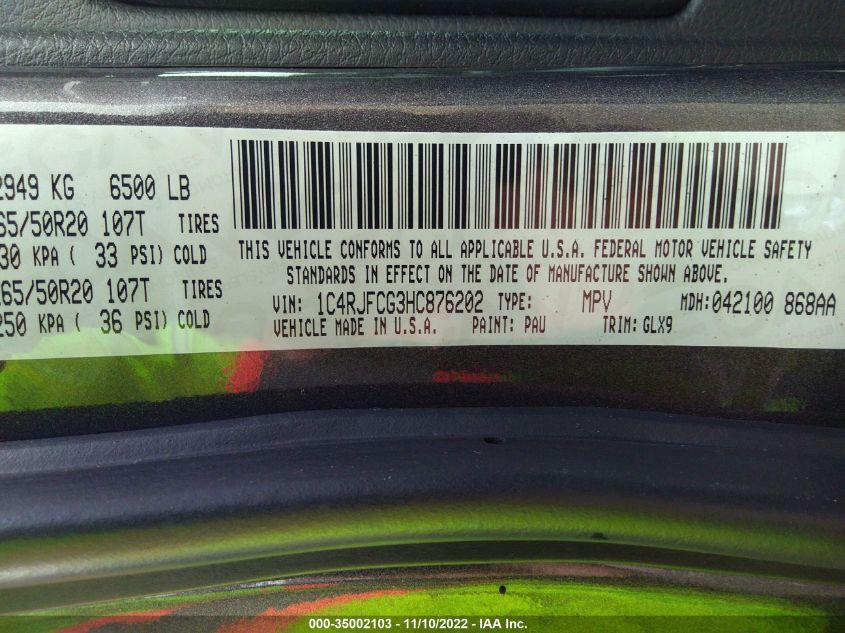 2949 KG 6500 LB
65/50R20 107T TIRES
30 KPA ( 33 PSI) COLD
265/50R20 107T TIRES
250 KPA ( 36 PSI) COLD
THIS VEHICLE CONFORMS TO ALL APPLICABLE U.S.A. FEDERAL MOTOR VEHICLE SAFETY
STANDARDS IN EFFECT ON THE DATE OF MANUFACTURE SHOWN ABOVE.
VIN: 1C4RJFCG3HC876202 TYPE: MPV MDH: 042100 868AA
VEHICLE MADE IN U.S.A. PAINT: PAU TRIM: GLX9
000-35002103 - 11/10/2022 - IAA Inc.